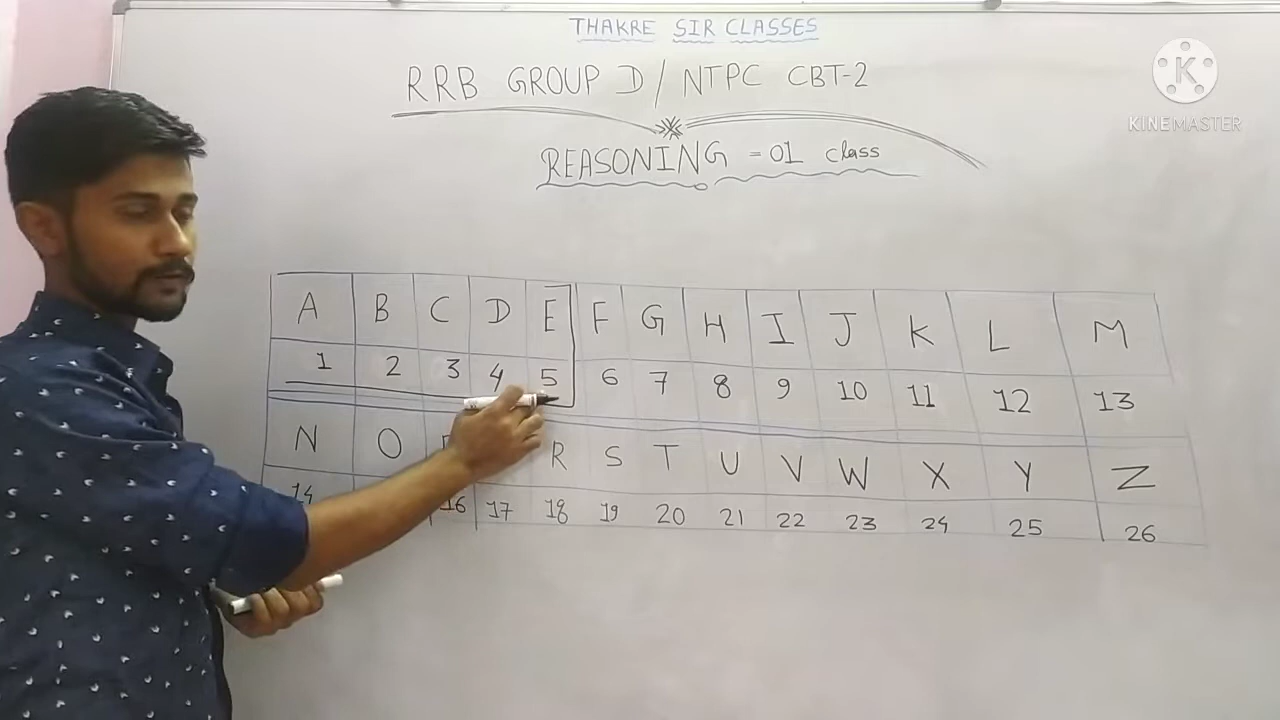 THAKRE SIR CLASSES
RRB GROUP D/ NTPC CBT-2
K
KINEMASTER
REASONING = 01 class
A B C D E F G H I J K L M
1 2 3 4 5 6 7 8 9 10 11 12 13
N O R S T U V W X Y Z
14 16 17 18 19 20 21 22 23 24 25 26